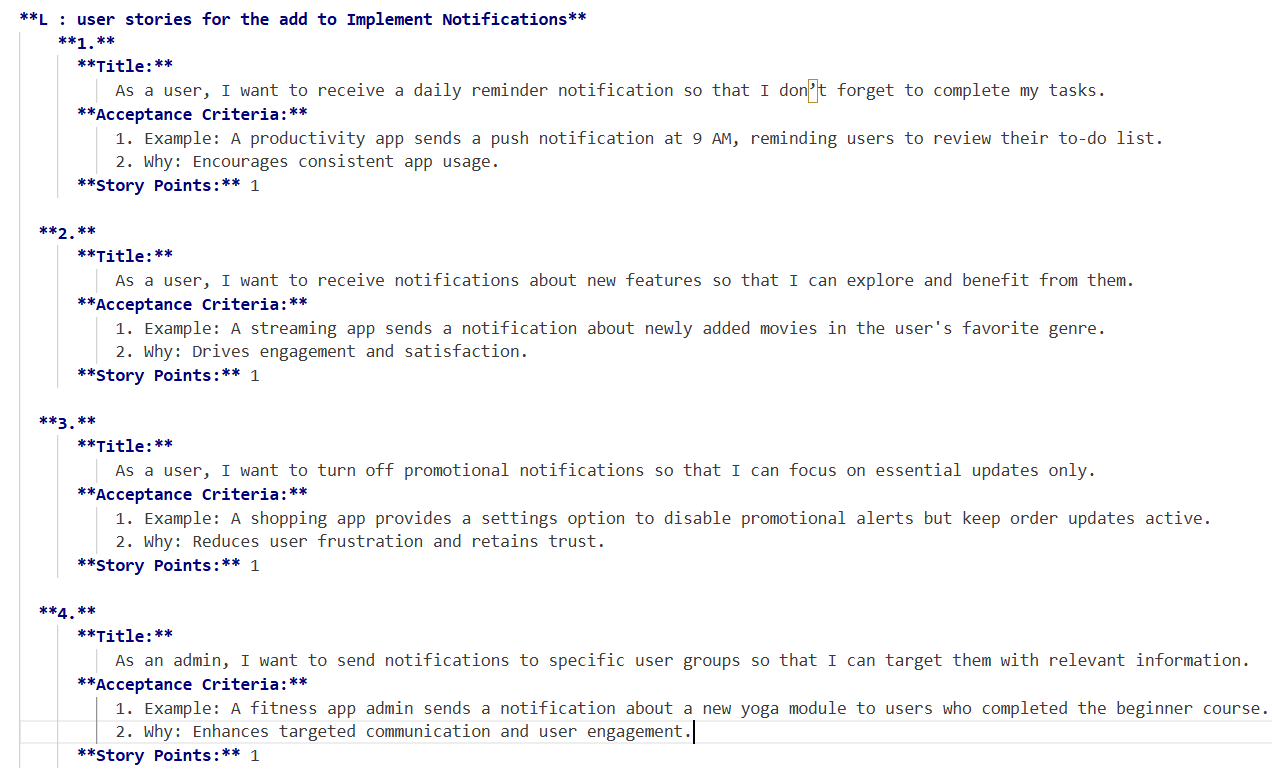 **L : user stories for the add to Implement Notifications**
**1.**
**Title:**
As a user, I want to receive a daily reminder notification so that I don’t forget to complete my tasks.
**Acceptance Criteria:**
1. Example: A productivity app sends a push notification at 9 AM, reminding users to review their to-do list.
2. Why: Encourages consistent app usage.
**Story Points:** 1
**2.**
**Title:**
As a user, I want to receive notifications about new features so that I can explore and benefit from them.
**Acceptance Criteria:**
1. Example: A streaming app sends a notification about newly added movies in the user's favorite genre.
2. Why: Drives engagement and satisfaction.
**Story Points:** 1
**3.**
**Title:**
As a user, I want to turn off promotional notifications so that I can focus on essential updates only.
**Acceptance Criteria:**
1. Example: A shopping app provides a settings option to disable promotional alerts but keep order updates active.
2. Why: Reduces user frustration and retains trust.
**Story Points:** 1
**4.**
**Title:**
As an admin, I want to send notifications to specific user groups so that I can target them with relevant information.
**Acceptance Criteria:**
1. Example: A fitness app admin sends a notification about a new yoga module to users who completed the beginner course.
2. Why: Enhances targeted communication and user engagement.
**Story Points:** 1